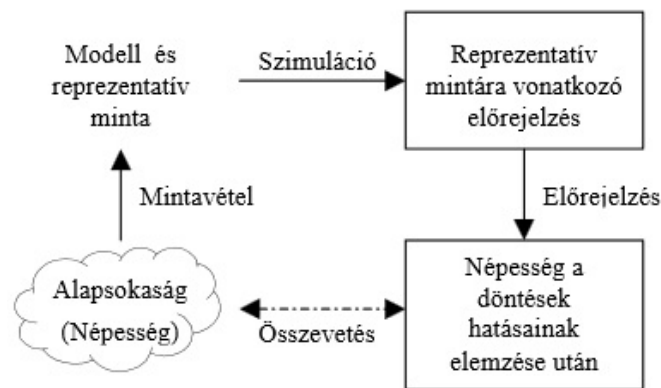 Modell és
reprezentatív
minta
Szimuláció
Reprezentatív
mintára vonatkozó
előrejelzés
Mintavétel
Előrejelzés
Alapsokaság
(Népesség)
Összevetés
Népesség a
döntések
hatásainak
elemzése után